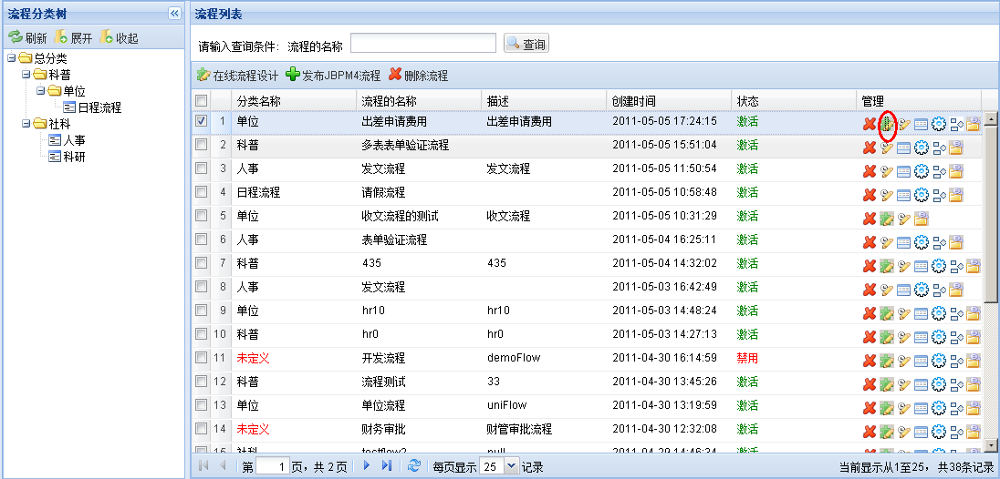 流程分类树
刷新 展开 收起
总分类
科普
单位
日程流程
社科
人事
科研
流程列表
请输入查询条件: 流程的名称 查询
在线流程设计 发布JBPM4流程 删除流程
分类名称 流程的名称 描述 创建时间 状态 管理
1 单位 出差申请费用 出差申请费用 2011-05-05 17:24:15 激活
2 科普 多表表单验证流程 2011-05-05 15:51:04 激活
3 人事 发文流程 发文流程 2011-05-05 11:50:54 激活
4 日程流程 请假流程 2011-05-05 10:58:48 激活
5 单位 收文流程的测试 收文流程 2011-05-05 10:31:29 激活
6 人事 表单验证流程 2011-05-04 16:25:11 激活
7 科普 435 435 2011-05-04 14:32:02 激活
8 人事 发文流程 2011-05-03 16:42:49 激活
9 单位 hr10 hr10 2011-05-03 14:48:24 激活
10 科普 hr0 hr0 2011-05-03 14:27:13 激活
11 未定义 开发流程 demoFlow 2011-04-30 16:14:59 禁用
12 科普 流程测试 33 2011-04-30 13:45:26 激活
13 单位 单位流程 uniFlow 2011-04-30 13:19:59 激活
14 未定义 财务审批 财管审批流程 2011-04-30 12:32:08 激活
15 社科 testflow2 null 2011-04-29 14:46:34 激活
第 1 页，共 2 页 每页显示 25 记录 当前显示从1至25，共38条记录